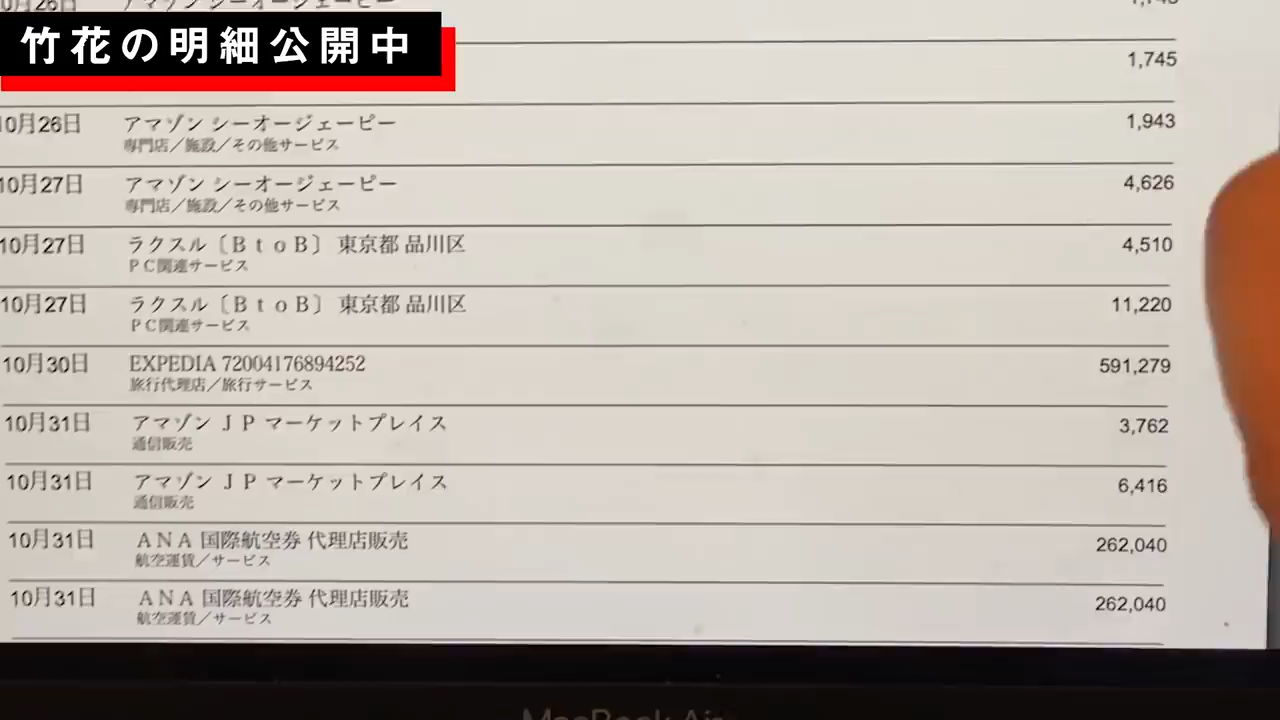 竹花の明細公開中
1,745
10月26日 アマゾン シーオージェーピー 1,943
専門店／施設／その他サービス
10月27日 アマゾン シーオージェーピー 4,626
専門店／施設／その他サービス
10月27日 ラクスル〔ＢｔｏＢ〕 東京都 品川区 4,510
ＰＣ関連サービス
10月27日 ラクスル〔ＢｔｏＢ〕 東京都 品川区 11,220
ＰＣ関連サービス
10月30日 EXPEDIA 72004176894252 591,279
旅行代理店／旅行サービス
10月31日 アマゾン ＪＰ マーケットプレイス 3,762
通信販売
10月31日 アマゾン ＪＰ マーケットプレイス 6,416
通信販売
10月31日 ＡＮＡ 国際航空券 代理店販売 262,040
航空運賃／サービス
10月31日 ＡＮＡ 国際航空券 代理店販売 262,040
航空運賃／サービス
MacBook Air